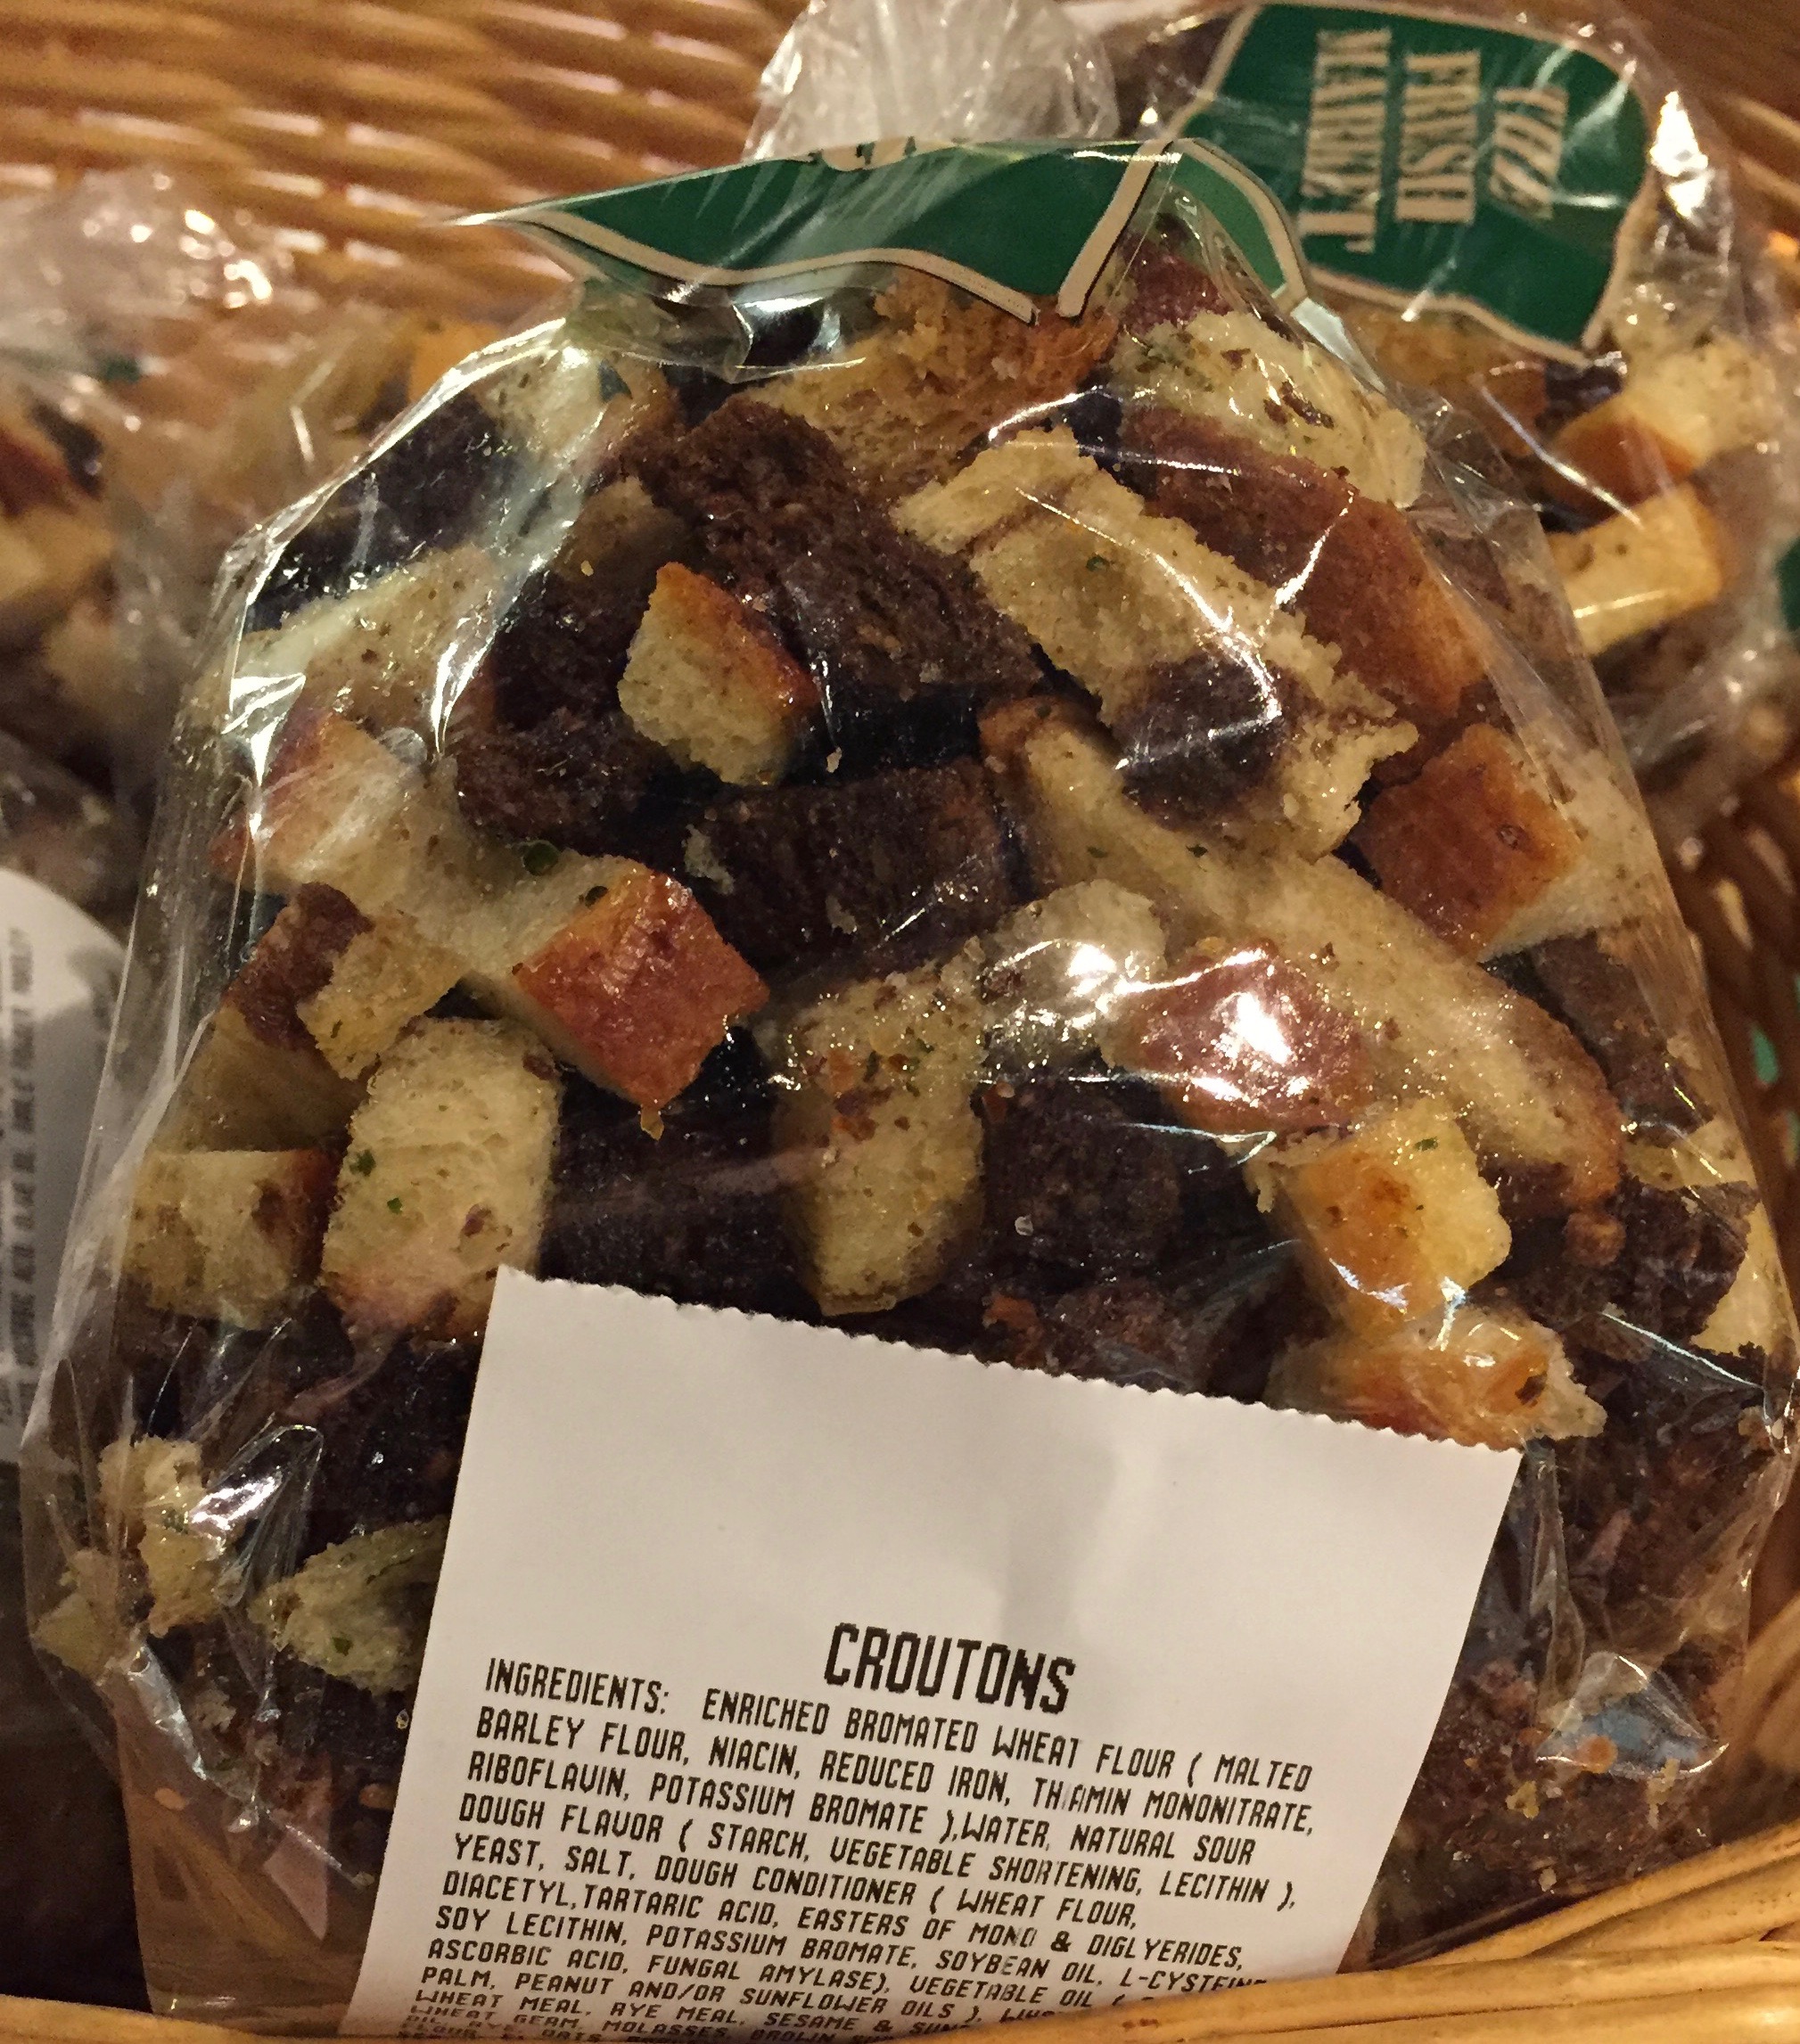 THE
FRESH
MARKET
CROUTONS
INGREDIENTS: ENRICHED BROMATED WHEAT FLOUR ( MALTED
BARLEY FLOUR, NIACIN, REDUCED IRON, THIAMIN MONONITRATE,
RIBOFLAVIN, POTASSIUM BROMATE ),WATER, NATURAL SOUR
DOUGH FLAVOR ( STARCH, VEGETABLE SHORTENING, LECITHIN ),
YEAST, SALT, DOUGH CONDITIONER ( WHEAT FLOUR,
DIACETYL,TARTARIC ACID, EASTERS OF MONO & DIGLYERIDES,
SOY LECITHIN, POTASSIUM BROMATE, SOYBEAN OIL, L-CYSTEINE
ASCORBIC ACID, FUNGAL AMYLASE), VEGETABLE OIL (
PALM, PEANUT AND/OR SUNFLOWER OILS ),
WHEAT MEAL, RYE MEAL, SESAME &
WHEAT GERM, MOLASSES, BROWN